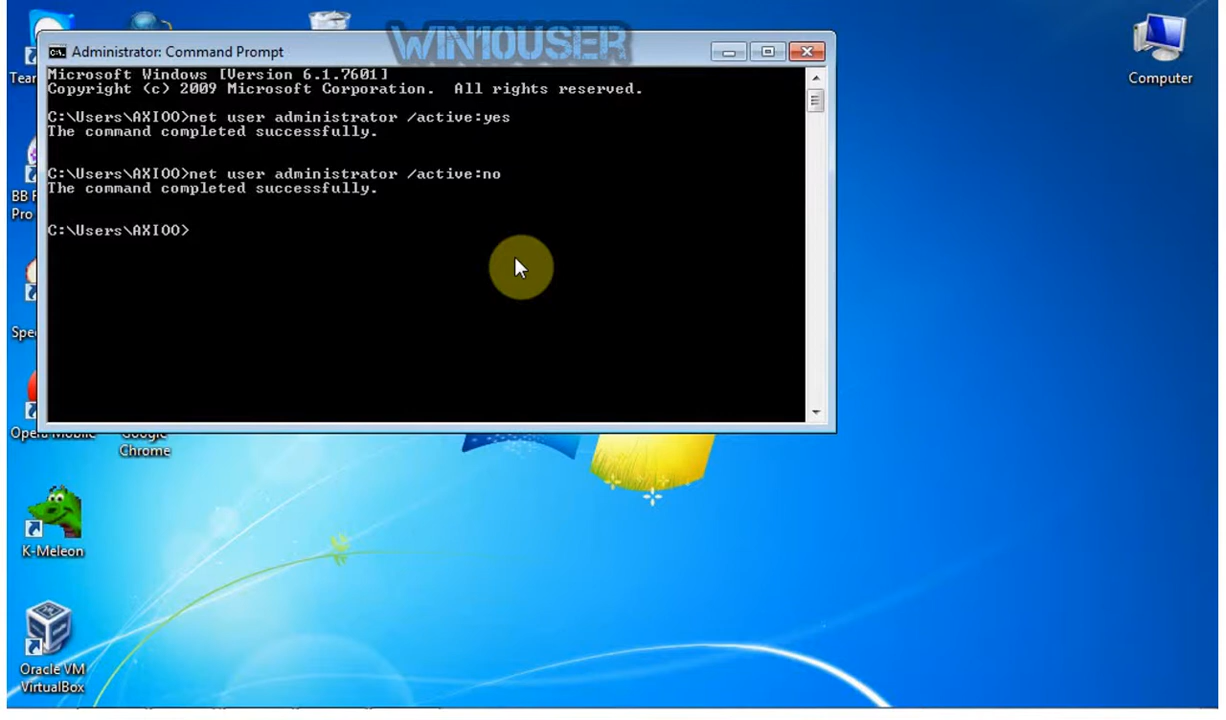 WIN10USER
Administrator: Command Prompt
Microsoft Windows [Version 6.1.7601]
Copyright (c) 2009 Microsoft Corporation.  All rights reserved.
C:\Users\AXIOO>net user administrator /active:yes
The command completed successfully.
C:\Users\AXIOO>net user administrator /active:no
The command completed successfully.
C:\Users\AXIOO>
Computer
Tear
BB F
Pro
Spe
Opera Mobile
Google
Chrome
K-Meleon
Oracle VM
VirtualBox